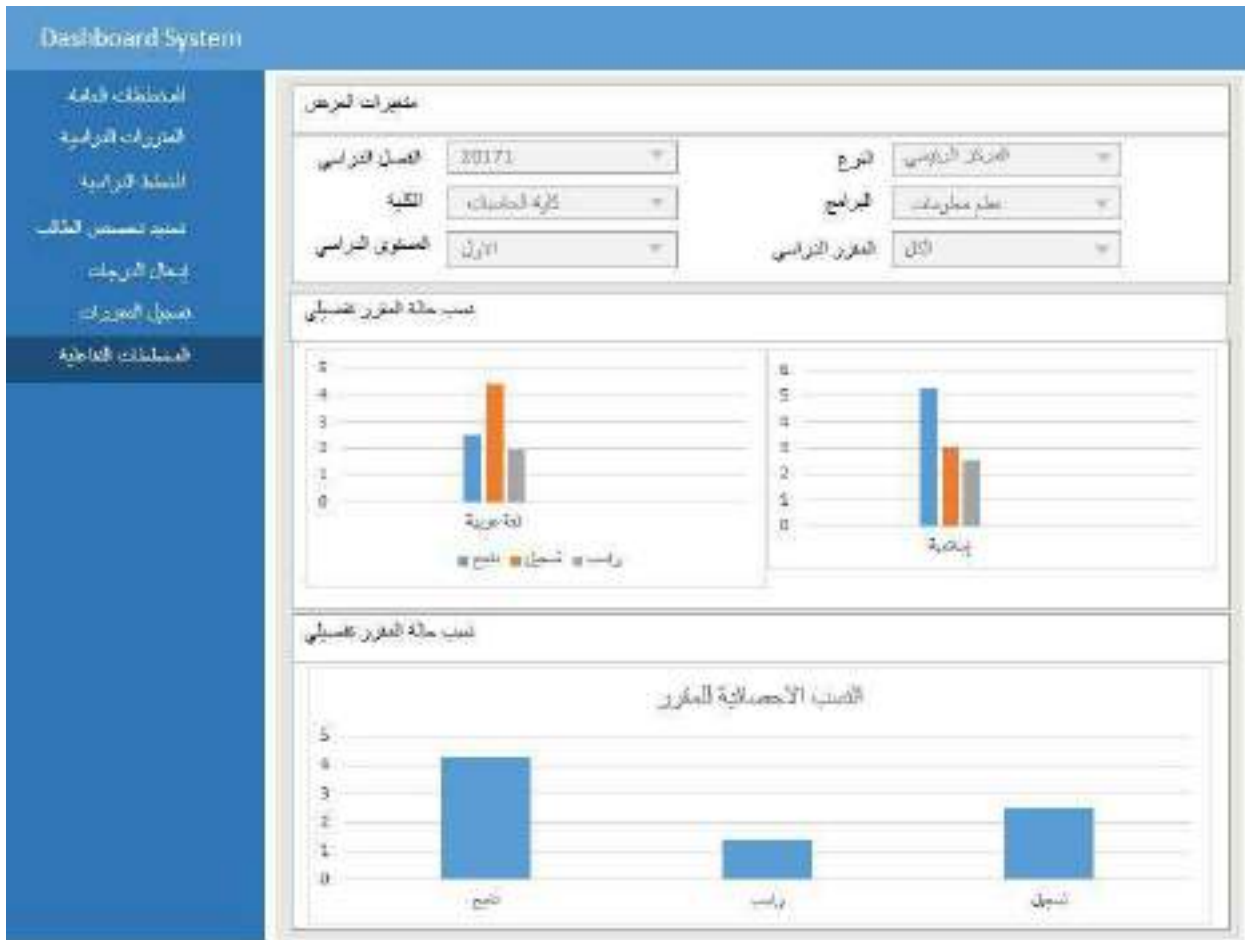 Dashboard System
المخططات العامة
المقررات الدراسية
الخطط الدراسية
تحديد تخصص الطالب
إدخال الدرجات
تسجيل المقررات
المخططات التفاعلية
متغيرات العرض
الفرع المركز الرئيسي الفصل الدراسي 20171
البرامج نظم معلومات الكلية كلية الحاسبات
المقرر الدراسي الكل المستوى الدراسي الاول
نسب حالة المقرر تفصيلي
5
4
3
2
1
0
لغة عربية
ناجح تسجيل راسب
6
5
4
3
2
1
0
إسلامية
نسب حالة المقرر تفصيلي
النسب الاحصائية للمقرر
5
4
3
2
1
0
ناجح راسب تسجيل